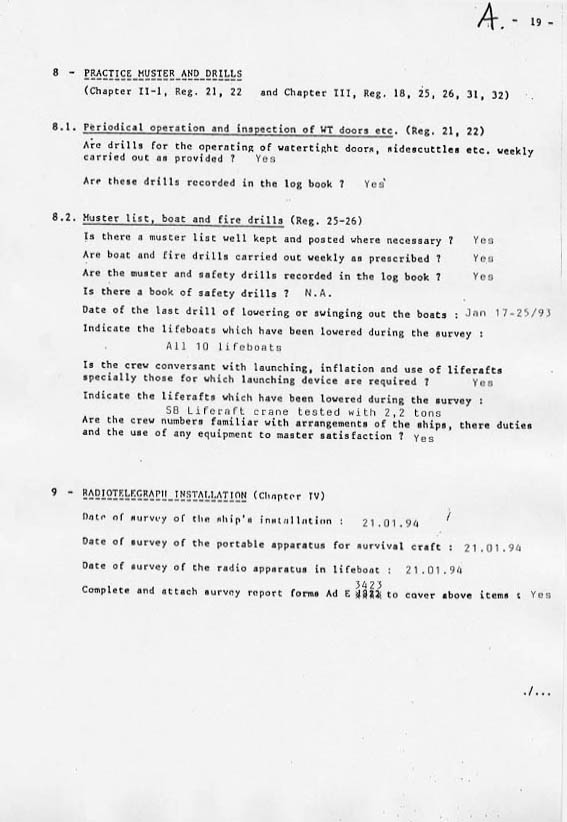 A. - 19 -
8 - PRACTICE MUSTER AND DRILLS
(Chapter II-1, Reg. 21, 22 and Chapter III, Reg. 18, 25, 26, 31, 32)
8.1. Periodical operation and inspection of WT doors etc. (Reg. 21, 22)
Are drills for the operating of watertight doors, sidescuttles etc. weekly
carried out as provided ? Yes
Are these drills recorded in the log book ? Yes
8.2. Muster list, boat and fire drills (Reg. 25-26)
Is there a muster list well kept and posted where necessary ? Yes
Are boat and fire drills carried out weekly as prescribed ? Yes
Are the muster and safety drills recorded in the log book ? Yes
Is there a book of safety drills ? N.A.
Date of the last drill of lowering or swinging out the boats : Jan 17-25/93
Indicate the lifeboats which have been lowered during the survey :
All 10 lifeboats
Is the crew conversant with launching, inflation and use of liferafts
specially those for which launching device are required ? Yes
Indicate the liferafts which have been lowered during the survey :
SB Liferaft crane tested with 2,2 tons
Are the crew numbers familiar with arrangements of the ships, there duties
and the use of any equipment to master satisfaction ? Yes
9 - RADIOTELEGRAPH INSTALLATION (Chapter IV)
Date of survey of the ship's installation : 21.01.94
Date of survey of the portable apparatus for survival craft : 21.01.94
Date of survey of the radio apparatus in lifeboat : 21.01.94
3423
Complete and attach survey report forms Ad E to cover above items : Yes
./...